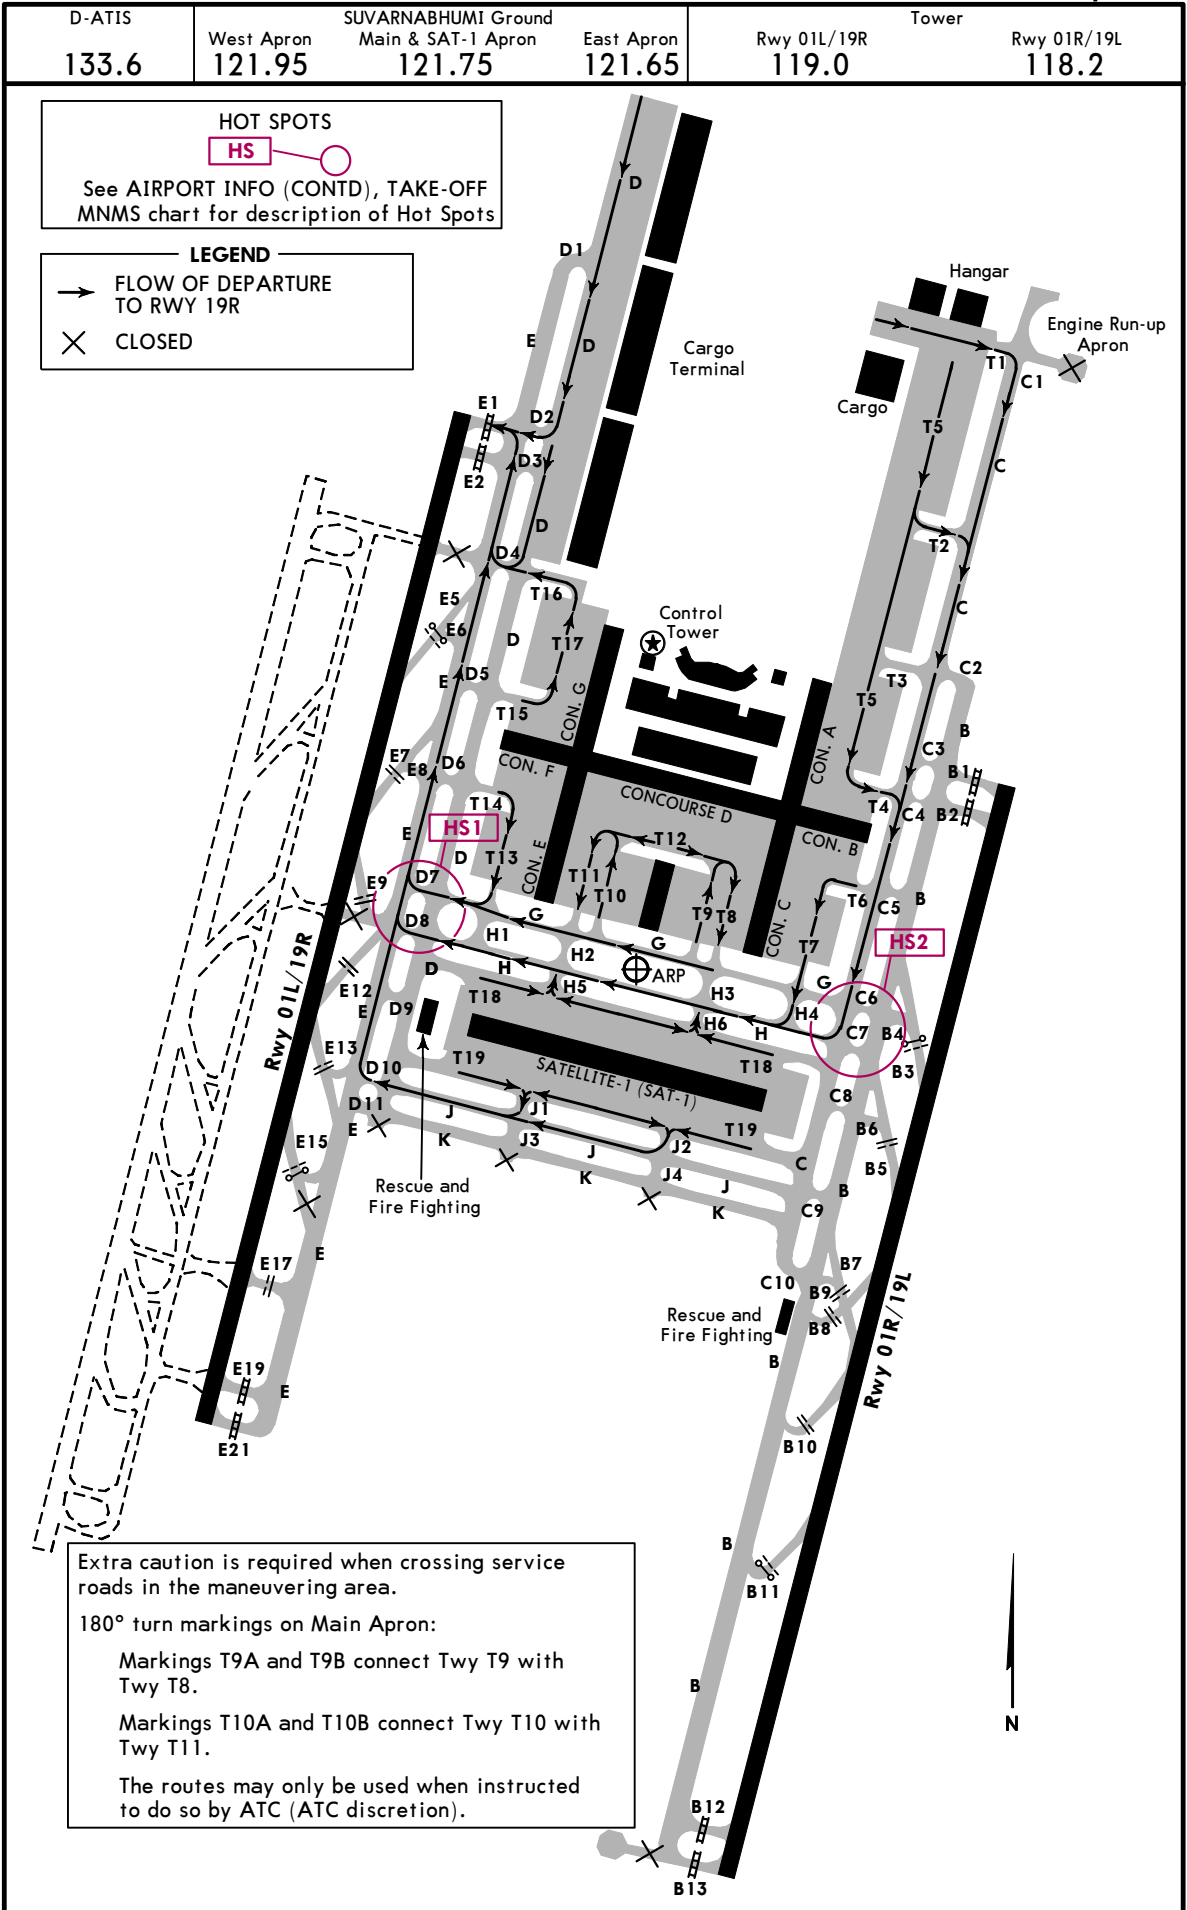 D-ATIS
133.6
SUVARNABHUMI Ground
West Apron
121.95
Main & SAT-1 Apron
121.75
East Apron
121.65
Tower
Rwy 01L/19R
119.0
Rwy 01R/19L
118.2
HOT SPOTS
HS
See AIRPORT INFO (CONTD), TAKE-OFF
MNMS chart for description of Hot Spots
LEGEND
FLOW OF DEPARTURE
TO RWY 19R
CLOSED
D
D1
E
D
Cargo
Terminal
Hangar
Engine Run-up
Apron
T1
C1
Cargo
E1
D2
T5
D3
E2
C
D
D4
T2
E5
T16
C
E6
D
T17
Control
Tower
D5
E
T3
C2
T15
CON. G
T5
B
E7
E8
D6
CON. F
CON. A
C3
B1
T14
CONCOURSE D
T4
C4
B2
HS1
E
D
T13
CON. E
T12
CON. B
E9
D7
T11
T10
T9
T8
CON. C
T6
C5
B
D8
H1
G
G
HS2
H2
T7
D
H
H5
ARP
H3
G
C6
E12
T18
H4
E
D9
H6
H
C7
B4
E13
T19
T18
B3
D10
SATELLITE-1 (SAT-1)
C8
D11
J
J1
T19
B6
E
K
J3
J
J2
B5
E15
K
J4
J
C
B
Rescue and
Fire Fighting
K
C9
E
E17
B7
C10
B9
Rescue and
Fire Fighting
B8
B
E19
E
E21
B10
Rwy 01L/19R
Rwy 01R/19L
B
B11
B
B12
B13
N
Extra caution is required when crossing service
roads in the maneuvering area.
180° turn markings on Main Apron:
Markings T9A and T9B connect Twy T9 with
Twy T8.
Markings T10A and T10B connect Twy T10 with
Twy T11.
The routes may only be used when instructed
to do so by ATC (ATC discretion).